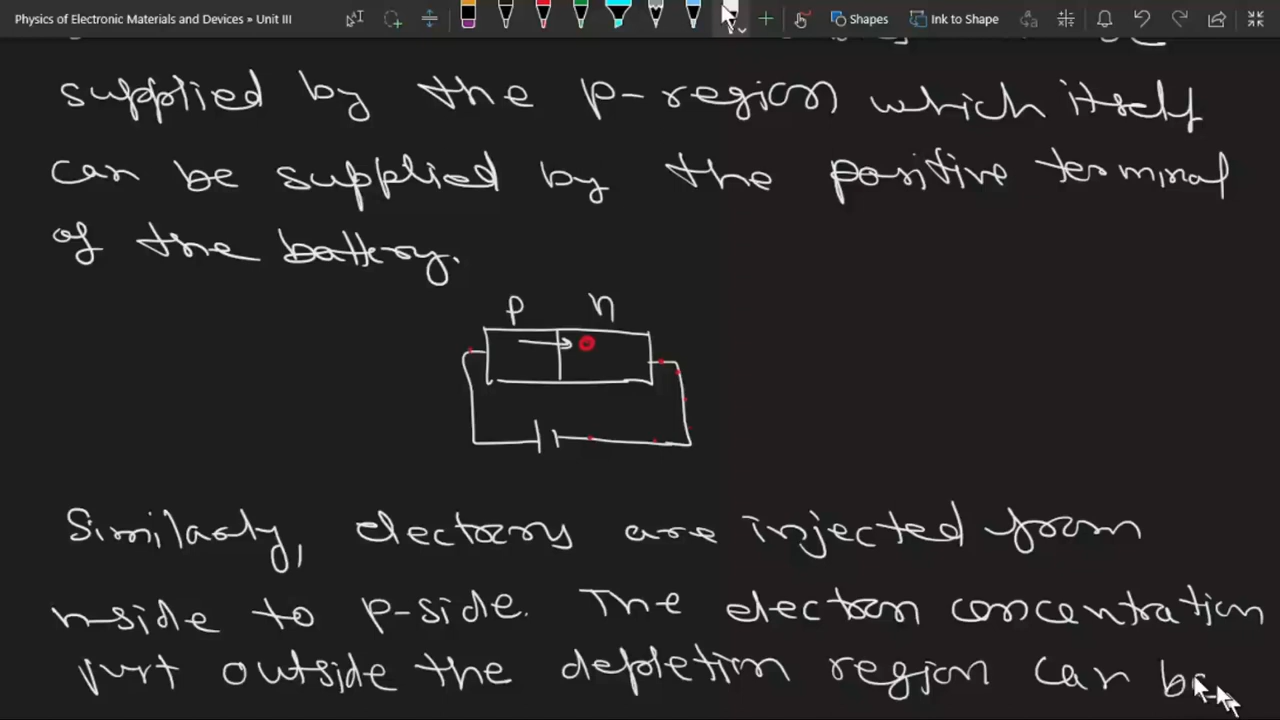 Physics of Electronic Materials and Devices » Unit III
Shapes
Ink to Shape
supplied by the p-region which itself
can be supplied by the positive terminal
of the battery.
p n
Similarly, electrons are injected from
n-side to p-side. The electron concentration
just outside the depletion region can be